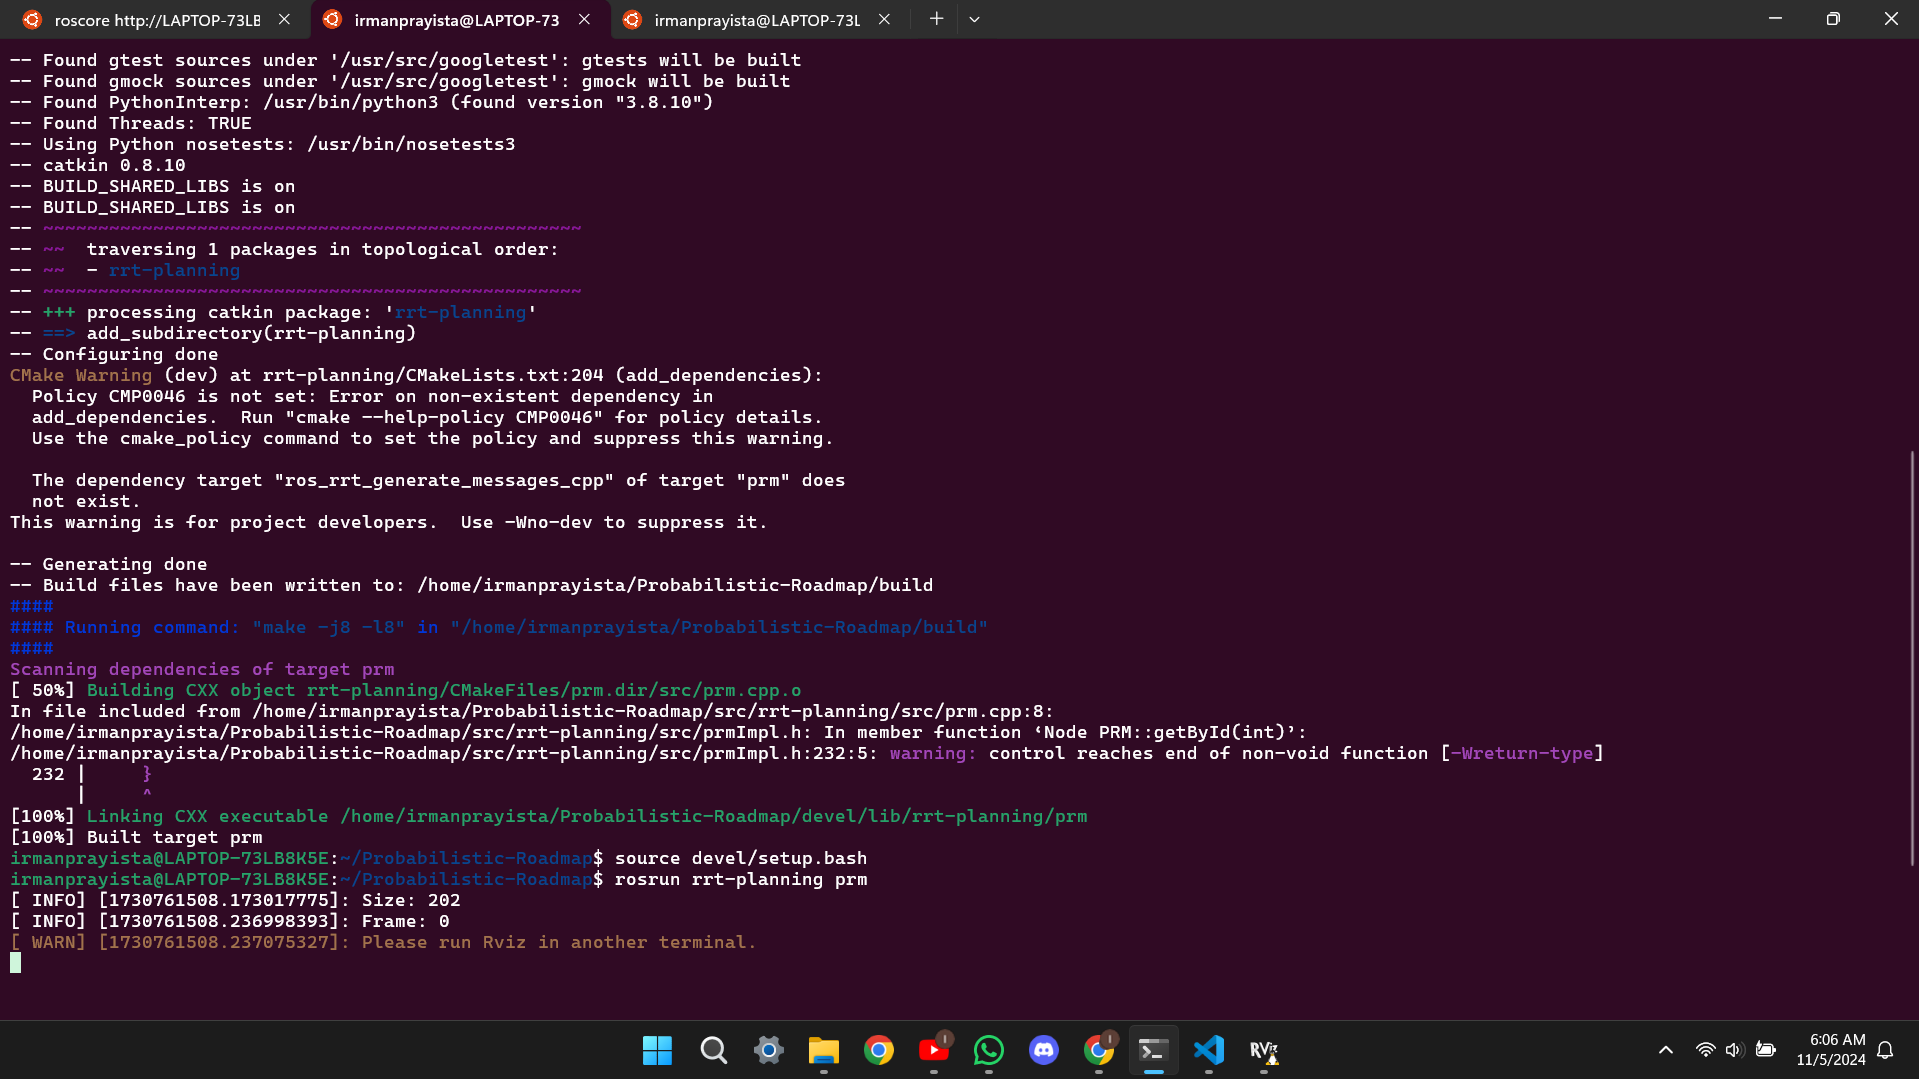 roscore http://LAPTOP-73LB
irmanprayista@LAPTOP-73
irmanprayista@LAPTOP-73L
-- Found gtest sources under '/usr/src/googletest': gtests will be built
-- Found gmock sources under '/usr/src/googletest': gmock will be built
-- Found PythonInterp: /usr/bin/python3 (found version "3.8.10")
-- Found Threads: TRUE
-- Using Python nosetests: /usr/bin/nosetests3
-- catkin 0.8.10
-- BUILD_SHARED_LIBS is on
-- BUILD_SHARED_LIBS is on
-- ~~~~~~~~~~~~~~~~~~~~~~~~~~~~~~~~~~~~~~~~~~~~~~~~~
-- ~~  traversing 1 packages in topological order:
-- ~~  - rrt-planning
-- ~~~~~~~~~~~~~~~~~~~~~~~~~~~~~~~~~~~~~~~~~~~~~~~~~
-- +++ processing catkin package: 'rrt-planning'
-- ==> add_subdirectory(rrt-planning)
-- Configuring done
CMake Warning (dev) at rrt-planning/CMakeLists.txt:204 (add_dependencies):
  Policy CMP0046 is not set: Error on non-existent dependency in
  add_dependencies.  Run "cmake --help-policy CMP0046" for policy details.
  Use the cmake_policy command to set the policy and suppress this warning.
  The dependency target "ros_rrt_generate_messages_cpp" of target "prm" does
  not exist.
This warning is for project developers.  Use -Wno-dev to suppress it.
-- Generating done
-- Build files have been written to: /home/irmanprayista/Probabilistic-Roadmap/build
####
#### Running command: "make -j8 -l8" in "/home/irmanprayista/Probabilistic-Roadmap/build"
####
Scanning dependencies of target prm
[ 50%] Building CXX object rrt-planning/CMakeFiles/prm.dir/src/prm.cpp.o
In file included from /home/irmanprayista/Probabilistic-Roadmap/src/rrt-planning/src/prm.cpp:8:
/home/irmanprayista/Probabilistic-Roadmap/src/rrt-planning/src/prmImpl.h: In member function ‘Node PRM::getById(int)’:
/home/irmanprayista/Probabilistic-Roadmap/src/rrt-planning/src/prmImpl.h:232:5: warning: control reaches end of non-void function [-Wreturn-type]
  232 |     }
      |     ^
[100%] Linking CXX executable /home/irmanprayista/Probabilistic-Roadmap/devel/lib/rrt-planning/prm
[100%] Built target prm
irmanprayista@LAPTOP-73LB8K5E:~/Probabilistic-Roadmap$ source devel/setup.bash
irmanprayista@LAPTOP-73LB8K5E:~/Probabilistic-Roadmap$ rosrun rrt-planning prm
[ INFO] [1730761508.173017775]: Size: 202
[ INFO] [1730761508.236998393]: Frame: 0
[ WARN] [1730761508.237075327]: Please run Rviz in another terminal.
RViz
6:06 AM
11/5/2024